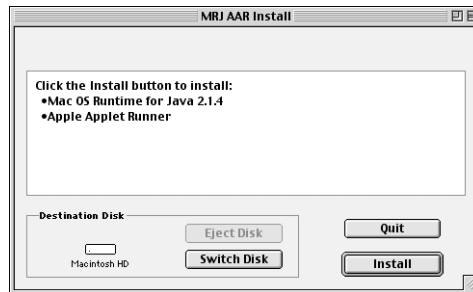 MRJ AAR Install
Click the Install button to install:
•Mac OS Runtime for Java 2.1.4
•Apple Applet Runner
Destination Disk
Eject Disk
Quit
Macintosh HD
Switch Disk
Install